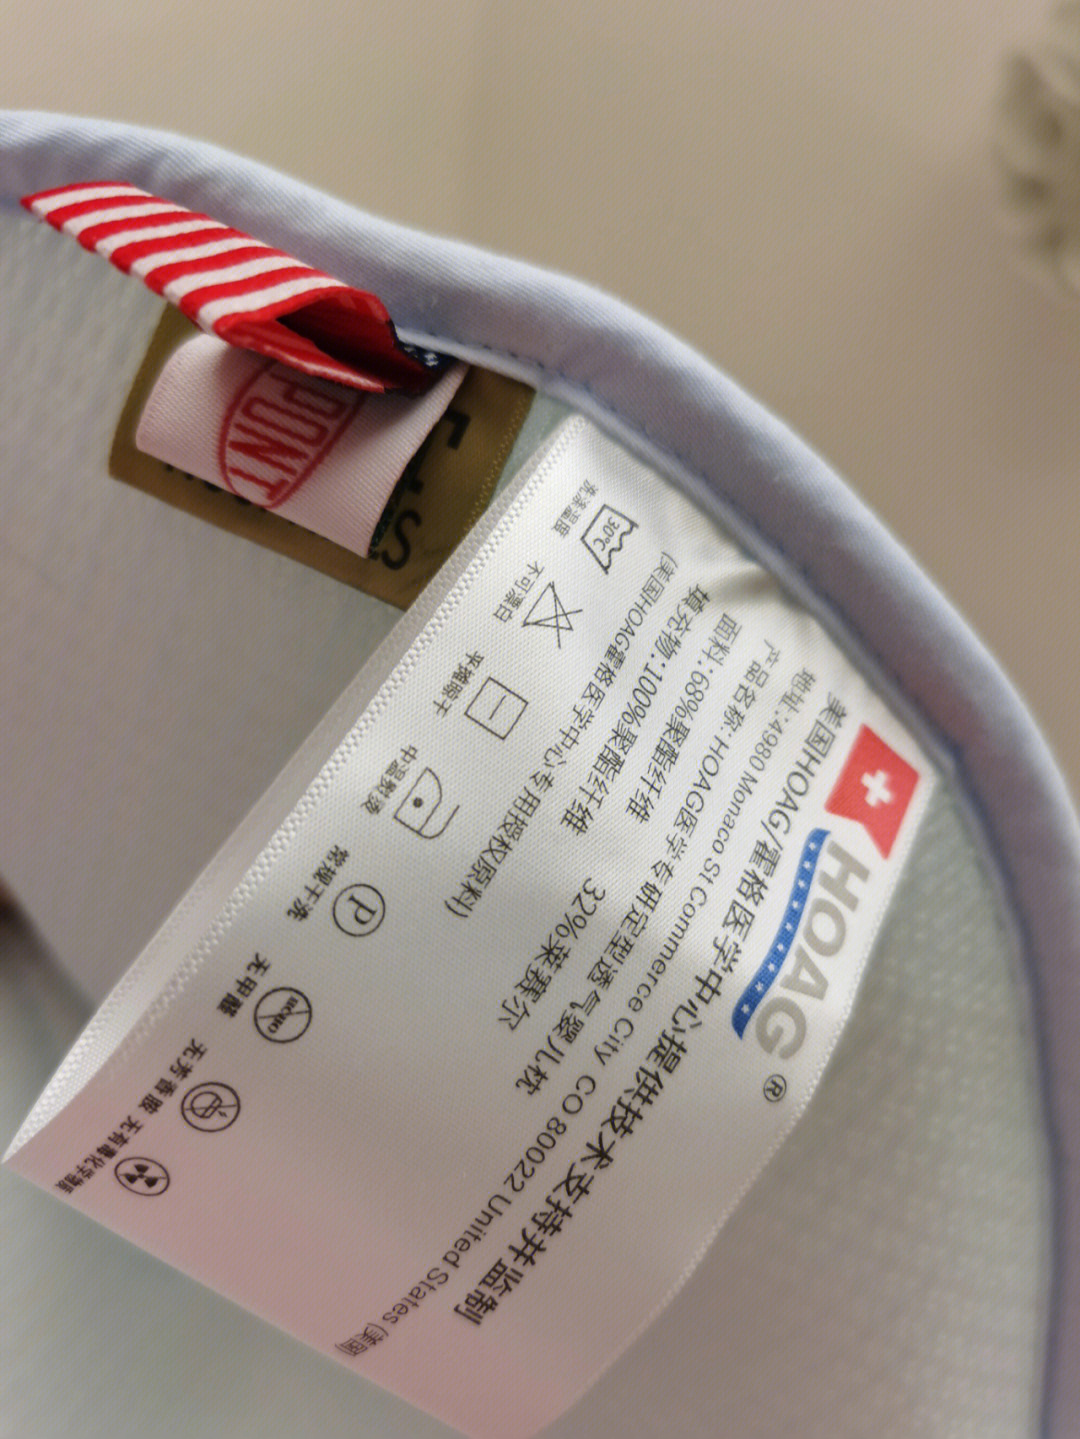 HOAG®
美国HOAG/霍格医学中心提供技术支持并监制
地址:4980 Monaco St Commerce City CO 80022 United States (美国
产品名称: HOAG医学专研定型透气婴儿枕
面料: 68%聚酯纤维 32%莱赛尔
填充物: 100%聚酯纤维
(美国HOAG霍格医学中心专用授权原料)
30℃
洗涤温度
不可漂白
平摊晾干
中温熨烫
P
常规干洗
无甲醛
无芳香胺
无有毒化学物质
PONT